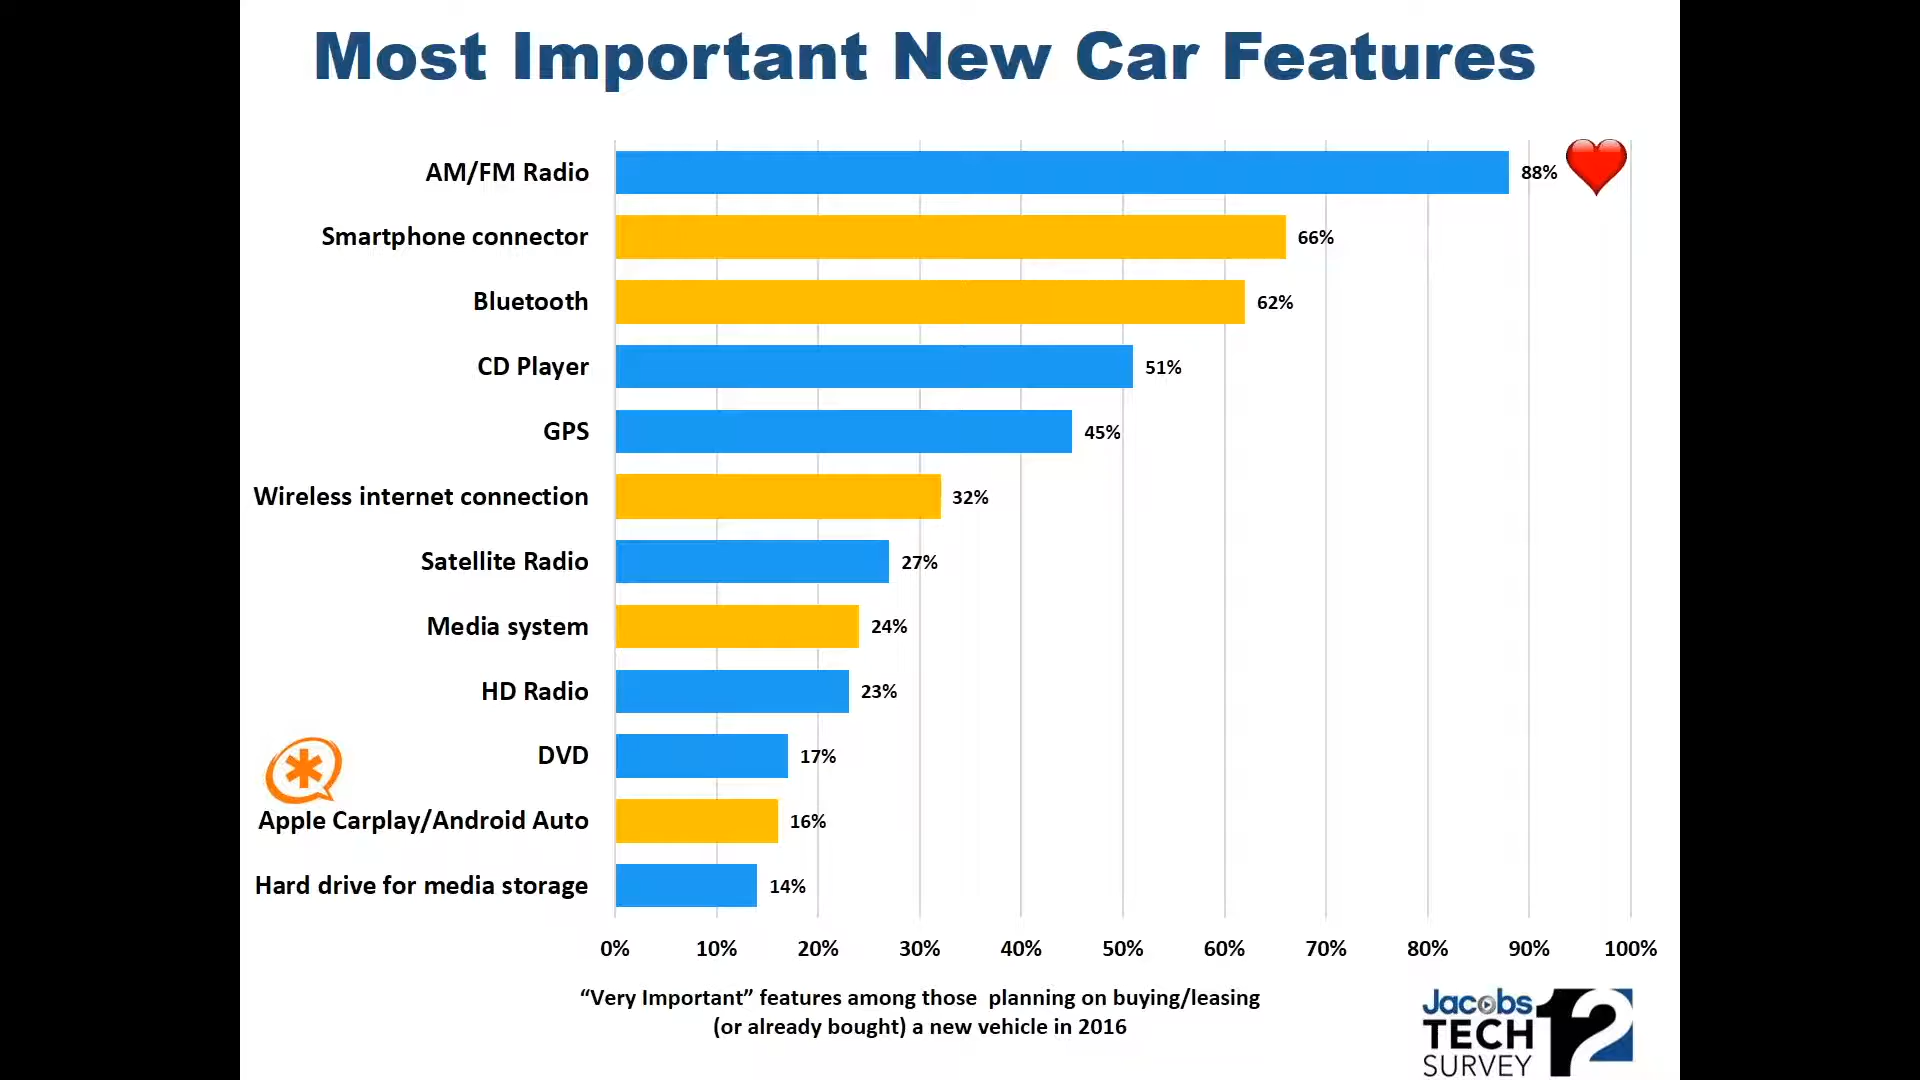 Most Important New Car Features
AM/FM Radio 88%
Smartphone connector 66%
Bluetooth 62%
CD Player 51%
GPS 45%
Wireless internet connection 32%
Satellite Radio 27%
Media system 24%
HD Radio 23%
DVD 17%
Apple Carplay/Android Auto 16%
Hard drive for media storage 14%
0% 10% 20% 30% 40% 50% 60% 70% 80% 90% 100%
“Very Important” features among those planning on buying/leasing
(or already bought) a new vehicle in 2016
Jacobs
TECH
SURVEY
12